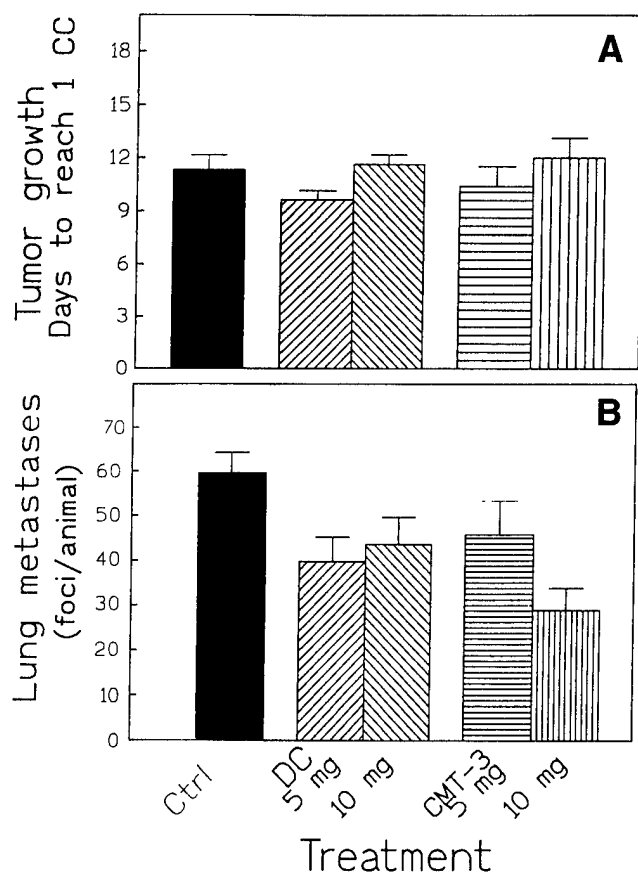 A
Tumor growth
Days to reach 1 CC
18
15
12
9
6
3
0
B
Lung metastases
(foci/animal)
70
60
50
40
30
20
10
0
Ctrl
DC
5 mg
10 mg
CMT-3
5 mg
10 mg
Treatment